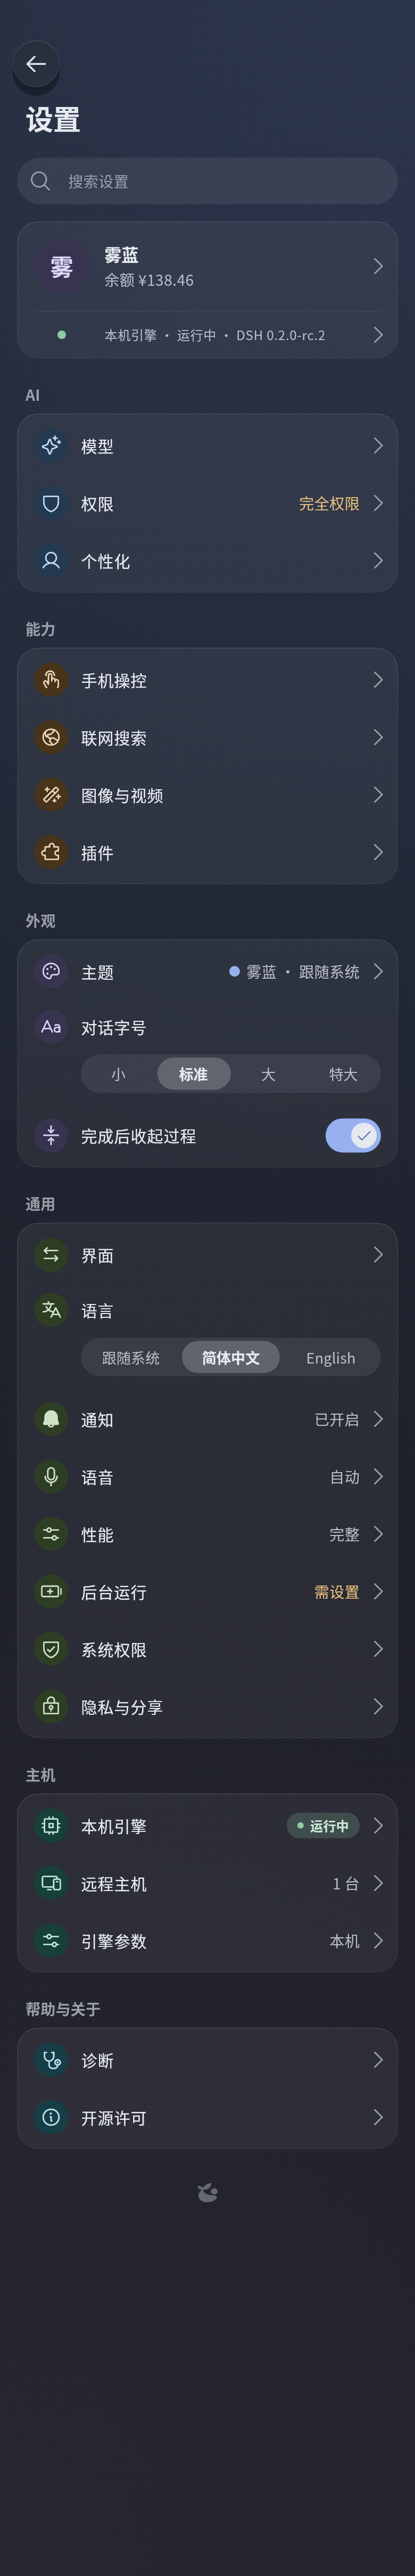 设置
搜索设置
雾
雾蓝
余额 ¥138.46
本机引擎 · 运行中 · DSH 0.2.0-rc.2
AI
模型
权限 完全权限
个性化
能力
手机操控
联网搜索
图像与视频
插件
外观
主题 雾蓝 · 跟随系统
Aa 对话字号
小 标准 大 特大
完成后收起过程
通用
界面
文A 语言
跟随系统 简体中文 English
通知 已开启
语音 自动
性能 完整
后台运行 需设置
系统权限
隐私与分享
主机
本机引擎 运行中
远程主机 1 台
引擎参数 本机
帮助与关于
诊断
开源许可